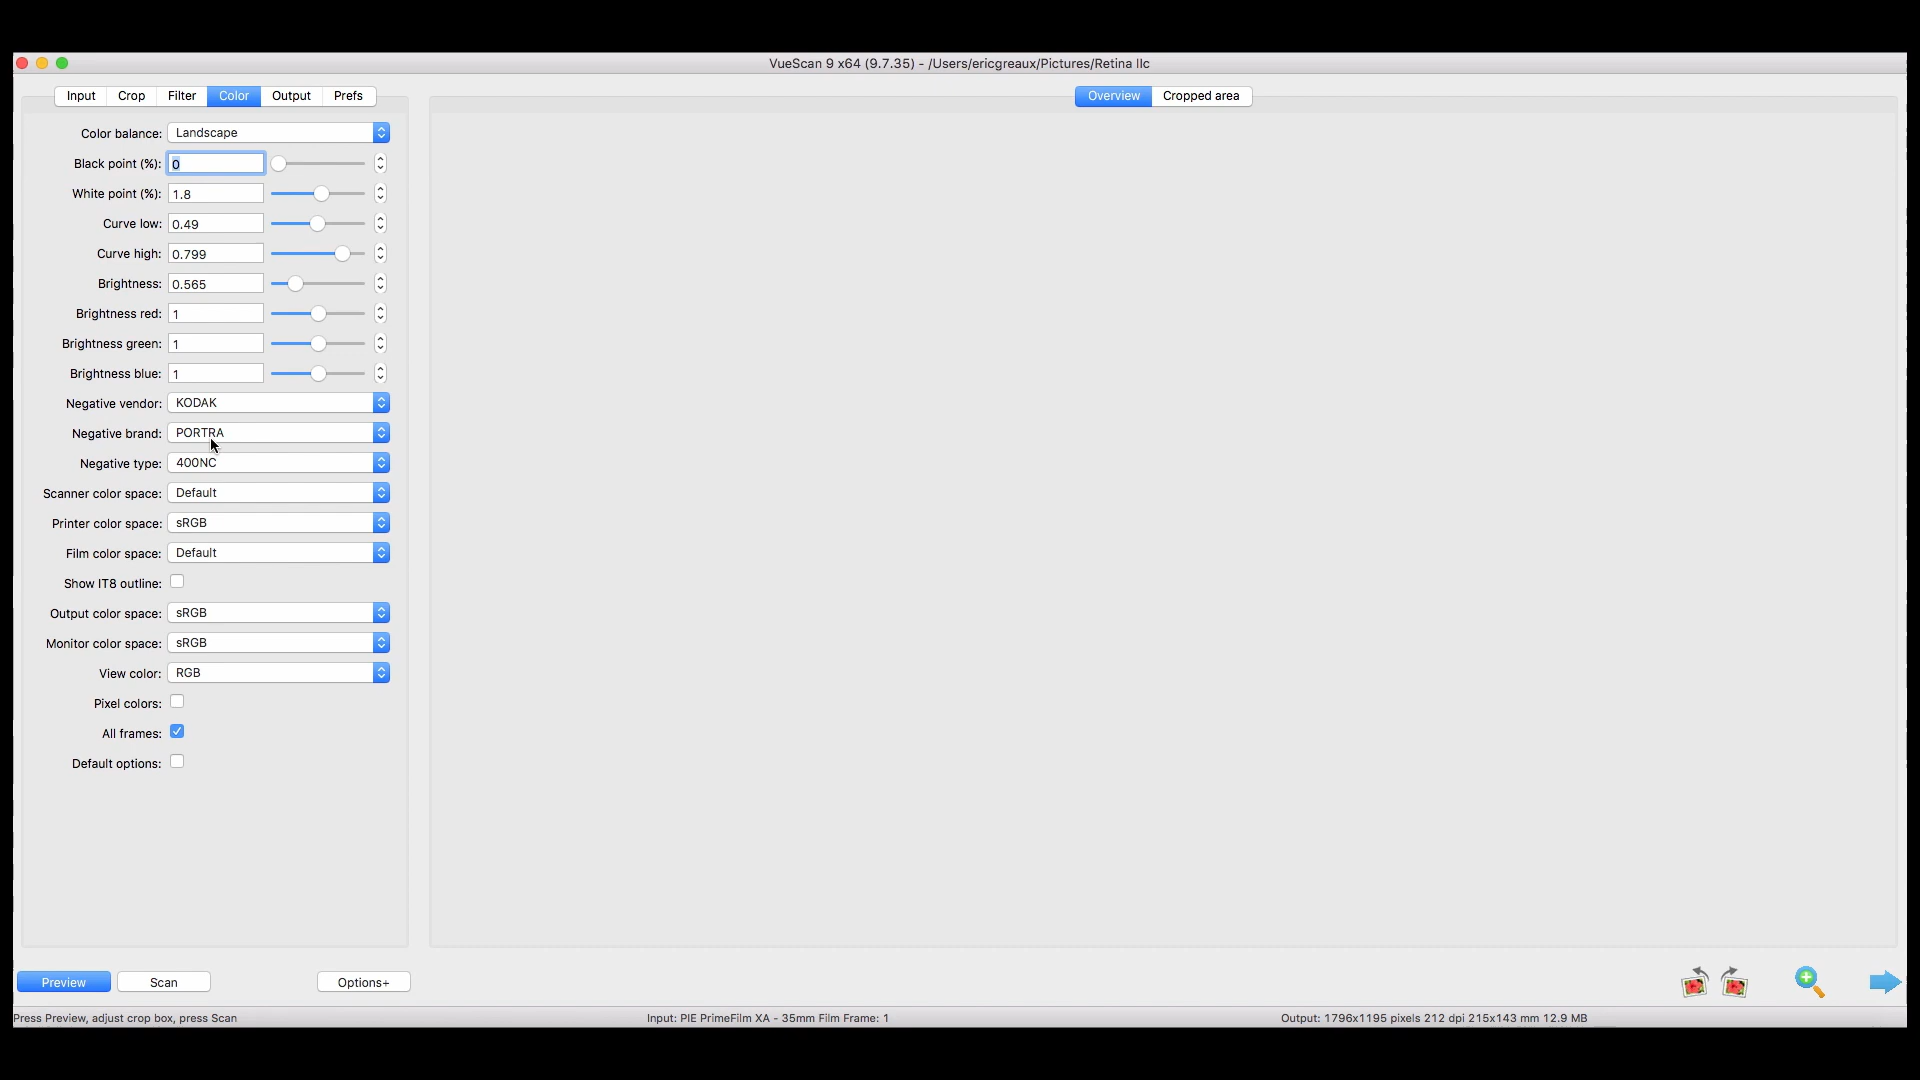 VueScan 9 x64 (9.7.35) - /Users/ericgreaux/Pictures/Retina IIc
Input Crop Filter Color Output Prefs
Overview Cropped area
Color balance: Landscape
Black point (%): 0
White point (%): 1.8
Curve low: 0.49
Curve high: 0.799
Brightness: 0.565
Brightness red: 1
Brightness green: 1
Brightness blue: 1
Negative vendor: KODAK
Negative brand: PORTRA
Negative type: 400NC
Scanner color space: Default
Printer color space: sRGB
Film color space: Default
Show IT8 outline:
Output color space: sRGB
Monitor color space: sRGB
View color: RGB
Pixel colors:
All frames:
Default options:
Preview Scan Options+
Press Preview, adjust crop box, press Scan
Input: PIE PrimeFilm XA - 35mm Film Frame: 1
Output: 1796x1195 pixels 212 dpi 215x143 mm 12.9 MB